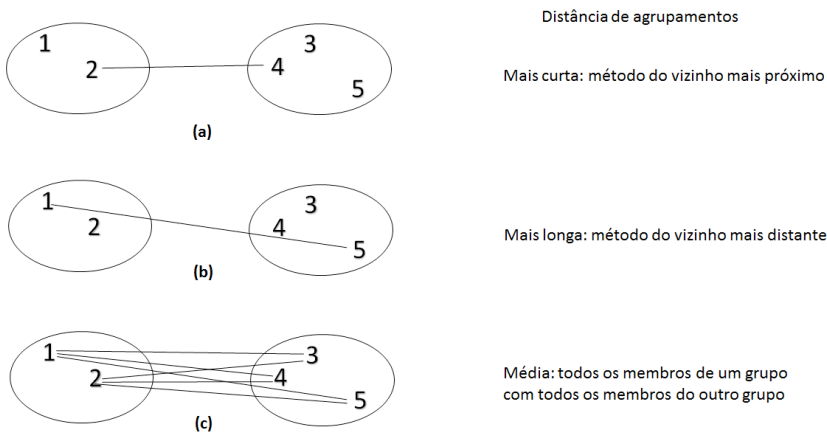 Distância de agrupamentos
1
2
3
4
5
Mais curta: método do vizinho mais próximo
(a)
1
2
3
4
5
Mais longa: método do vizinho mais distante
(b)
1
2
3
4
5
Média: todos os membros de um grupo
com todos os membros do outro grupo
(c)